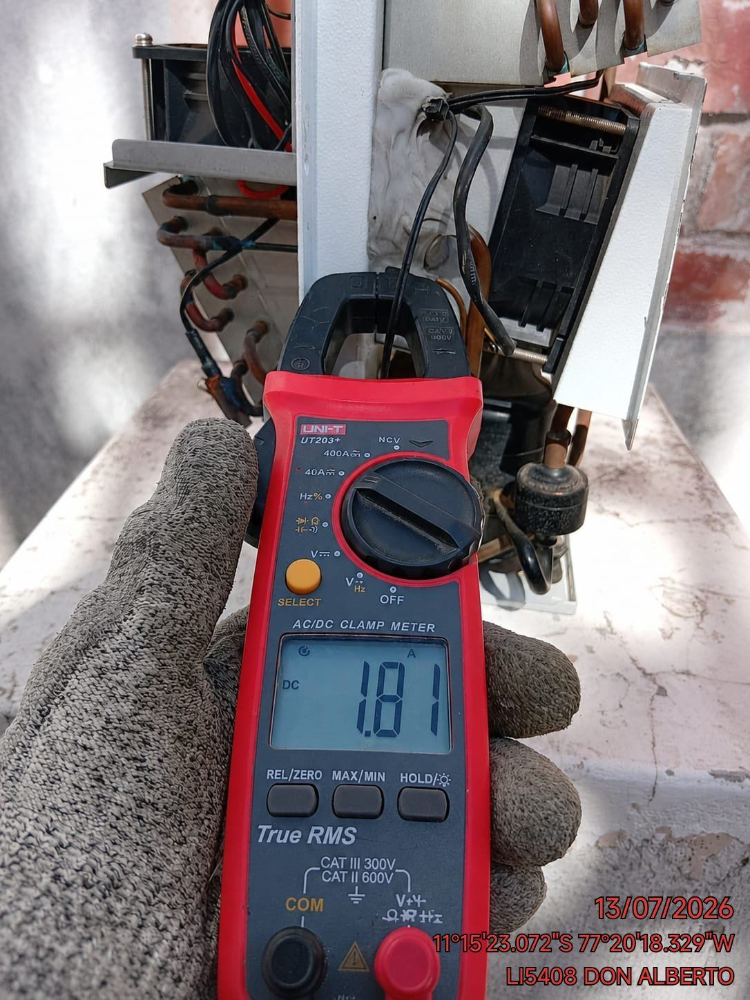 UNI-T
UT203+
NCV
400A
40A
Hz%
V
V
Hz
OFF
SELECT
AC/DC CLAMP METER
A
DC
1.81
REL/ZERO MAX/MIN HOLD/
True RMS
CAT III 300V
CAT II 600V
COM
V
Ω
13/07/2026
11°15'23.072"S 77°20'18.329"W
LI5408 DON ALBERTO